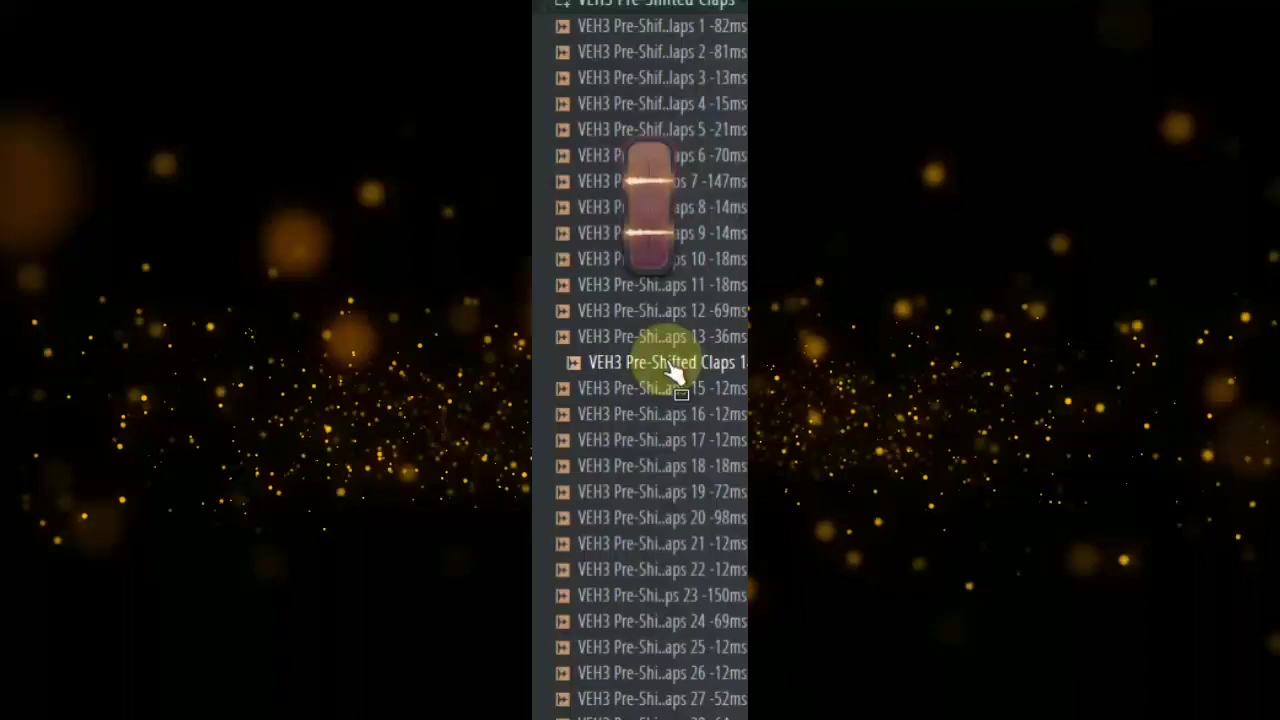 VEH3 Pre-Shifted Claps
VEH3 Pre-Shif..laps 1 -82ms
VEH3 Pre-Shif..laps 2 -81ms
VEH3 Pre-Shif..laps 3 -13ms
VEH3 Pre-Shif..laps 4 -15ms
VEH3 Pre-Shif..laps 5 -21ms
VEH3 aps 6 -70ms
VEH3 ps 7 -147ms
VEH3 aps 8 -14ms
VEH3 aps 9 -14ms
VEH3 ps 10 -18ms
VEH3 Pre-Shi..aps 11 -18ms
VEH3 Pre-Shi..aps 12 -69ms
VEH3 Pre-Shi..aps 13 -36ms
VEH3 Pre-Shifted Claps 1
VEH3 Pre-Shi..aps 15 -12ms
VEH3 Pre-Shi..aps 16 -12ms
VEH3 Pre-Shi..aps 17 -12ms
VEH3 Pre-Shi..aps 18 -18ms
VEH3 Pre-Shi..aps 19 -72ms
VEH3 Pre-Shi..aps 20 -98ms
VEH3 Pre-Shi..aps 21 -12ms
VEH3 Pre-Shi..aps 22 -12ms
VEH3 Pre-Shi..ps 23 -150ms
VEH3 Pre-Shi..aps 24 -69ms
VEH3 Pre-Shi..aps 25 -12ms
VEH3 Pre-Shi..aps 26 -12ms
VEH3 Pre-Shi..aps 27 -52ms